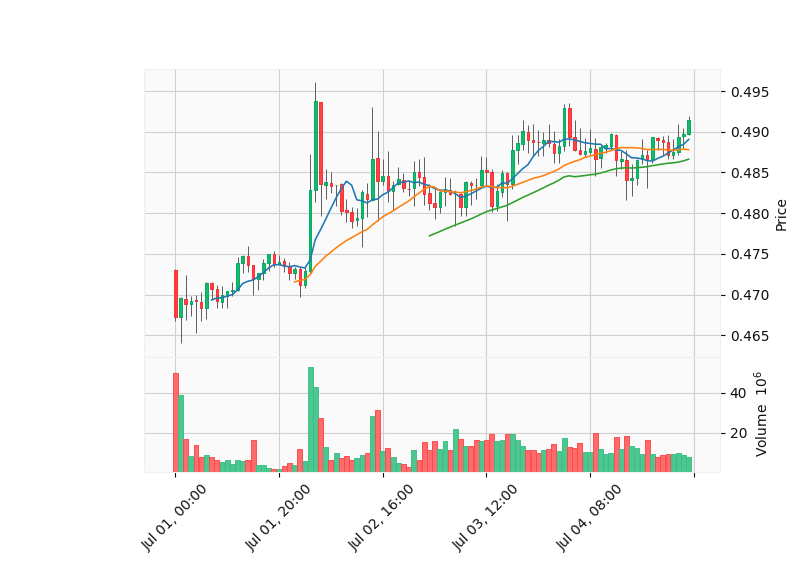 0.495
0.490
0.485
0.480
0.475
0.470
0.465
Price
40
20
Volume 10^6
Jul 01, 00:00
Jul 01, 20:00
Jul 02, 16:00
Jul 03, 12:00
Jul 04, 08:00